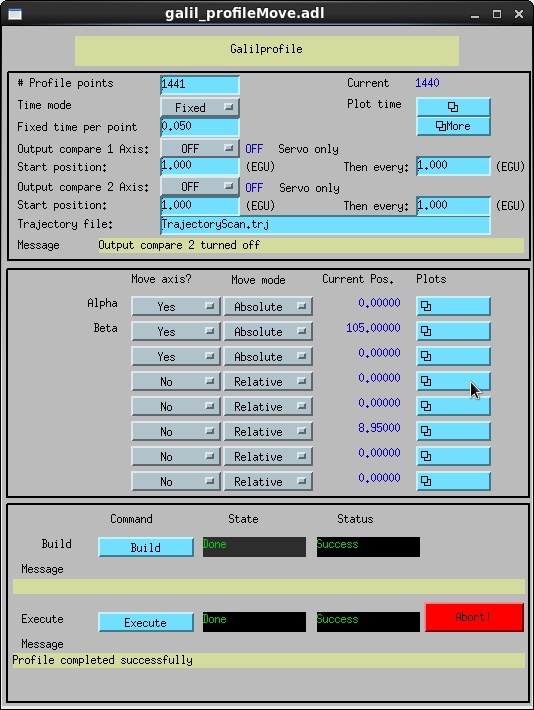 galil_profileMove.adl
Galilprofile
# Profile points 1441 Current 1440
Time mode Fixed Plot time
Fixed time per point 0.050 More
Output compare 1 Axis: OFF OFF Servo only
Start position: 1.000 (EGU) Then every: 1.000 (EGU)
Output compare 2 Axis: OFF OFF Servo only
Start position: 1.000 (EGU) Then every: 1.000 (EGU)
Trajectory file: TrajectoryScan.trj
Message Output compare 2 turned off
Move axis? Move mode Current Pos. Plots
Alpha Yes Absolute 0.00000
Beta Yes Absolute 105.00000
Yes Absolute 0.00000
No Relative 0.00000
No Relative 0.00000
No Relative 8.95000
No Relative 0.00000
No Relative 0.00000
Command State Status
Build Build Done Success
Message
Execute Execute Done Success Abort!
Message
Profile completed successfully